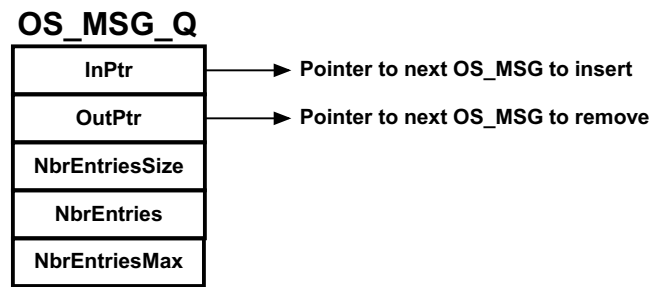 OS_MSG_Q
InPtr
Pointer to next OS_MSG to insert
OutPtr
Pointer to next OS_MSG to remove
NbrEntriesSize
NbrEntries
NbrEntriesMax